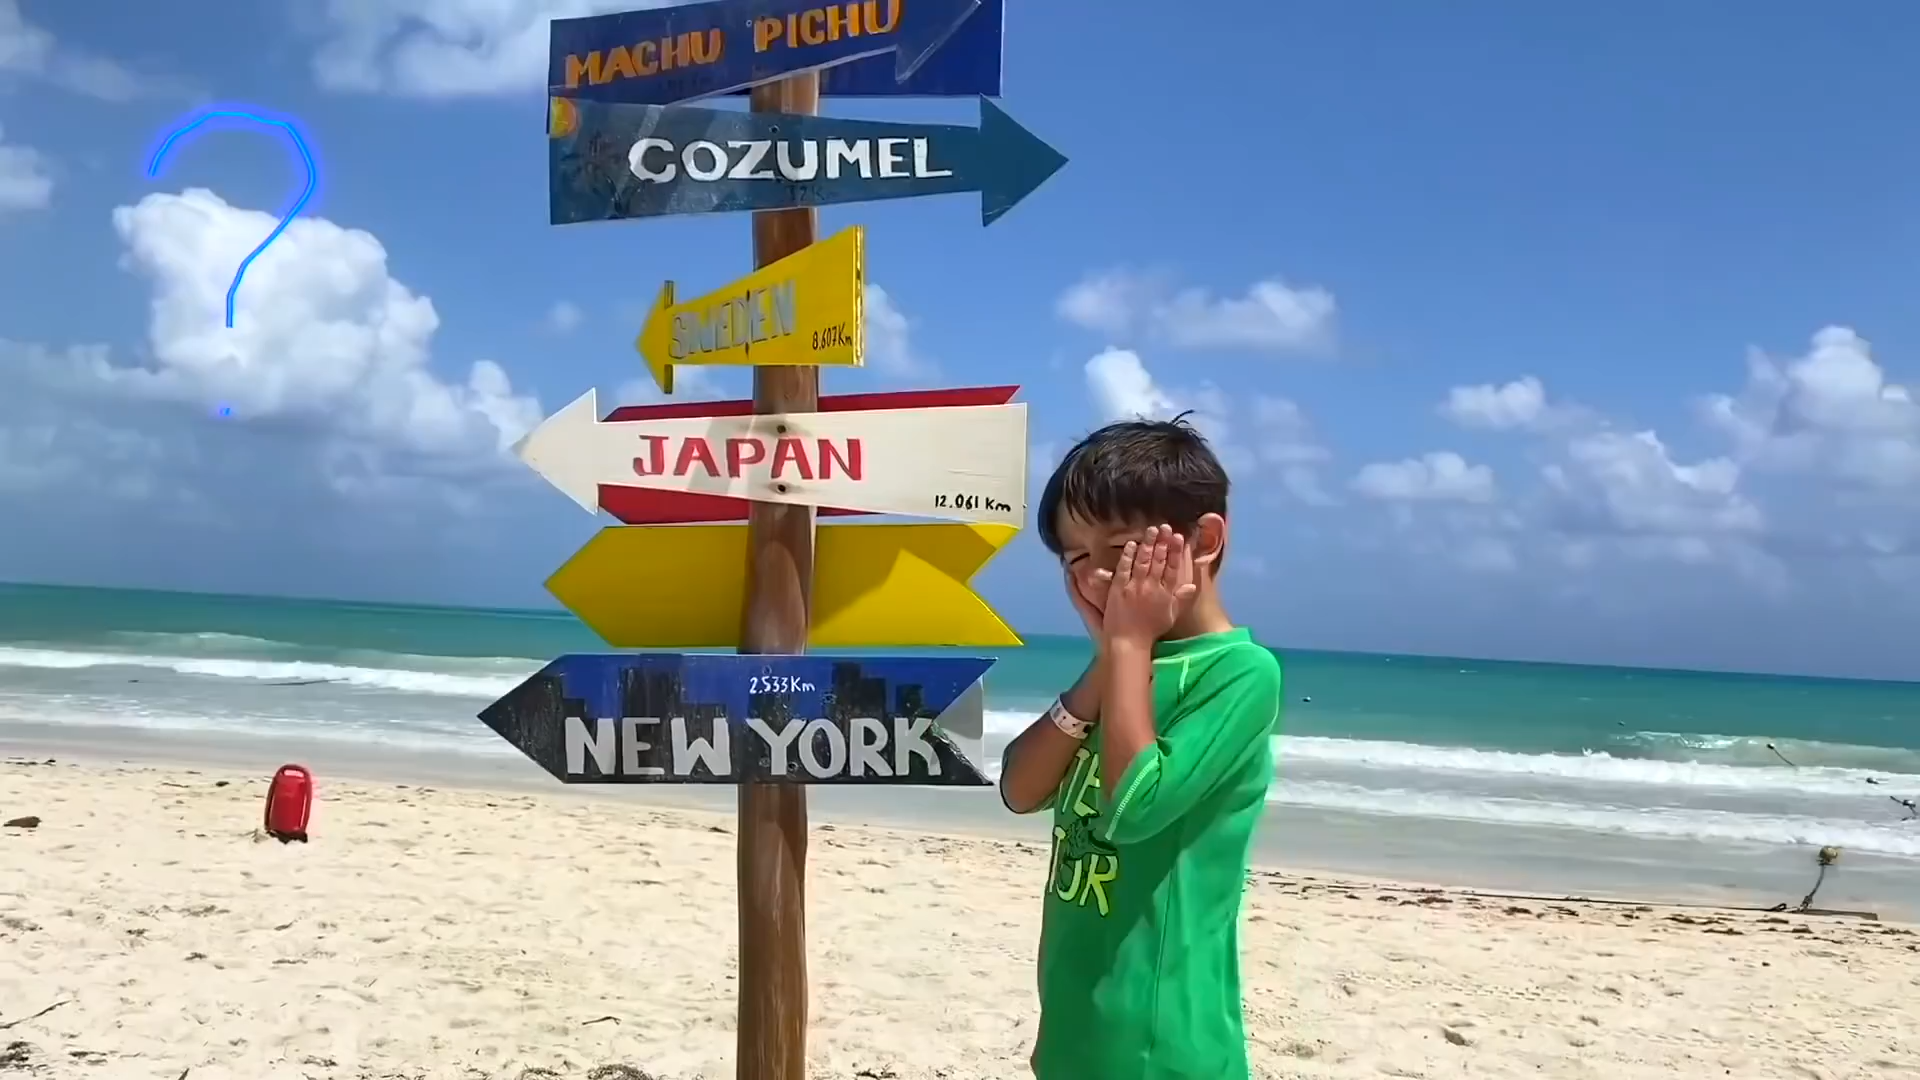 MACHU PICHU
COZUMEL
SWEDEN
8.607Km
JAPAN
12.061 Km
2.533Km
NEW YORK
?